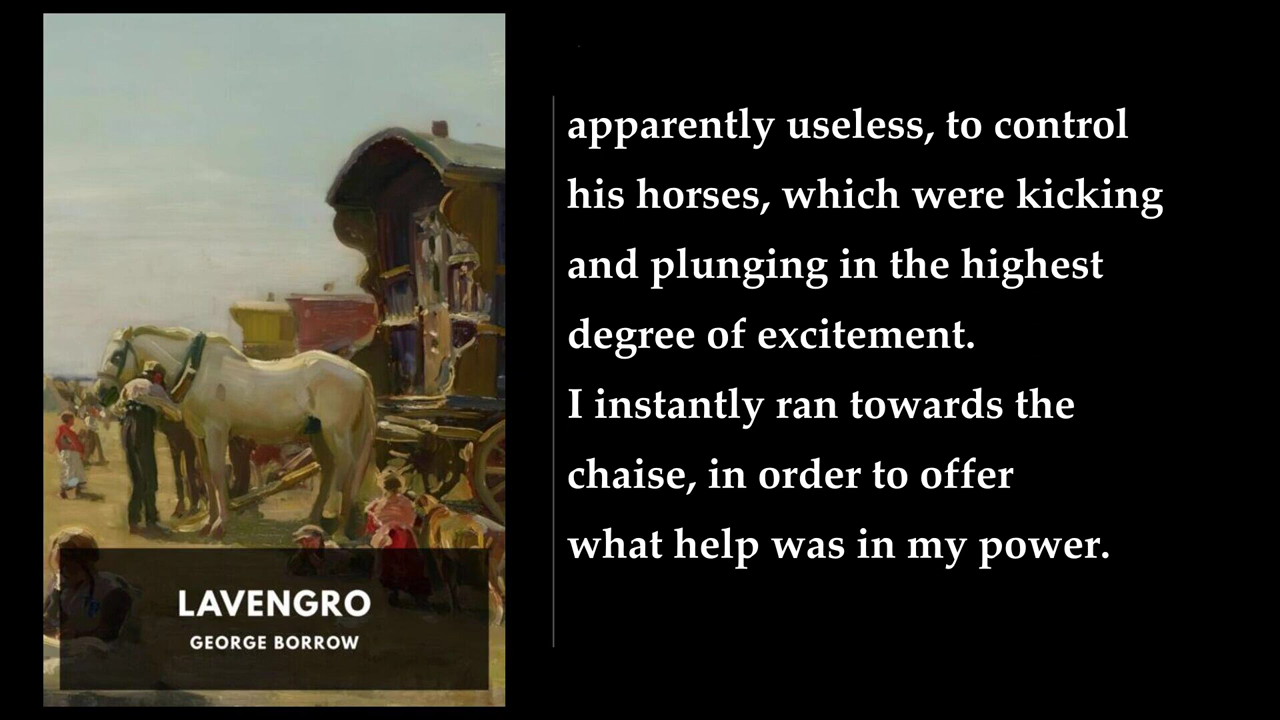 LAVENGRO
GEORGE BORROW
apparently useless, to control
his horses, which were kicking
and plunging in the highest
degree of excitement.
I instantly ran towards the
chaise, in order to offer
what help was in my power.